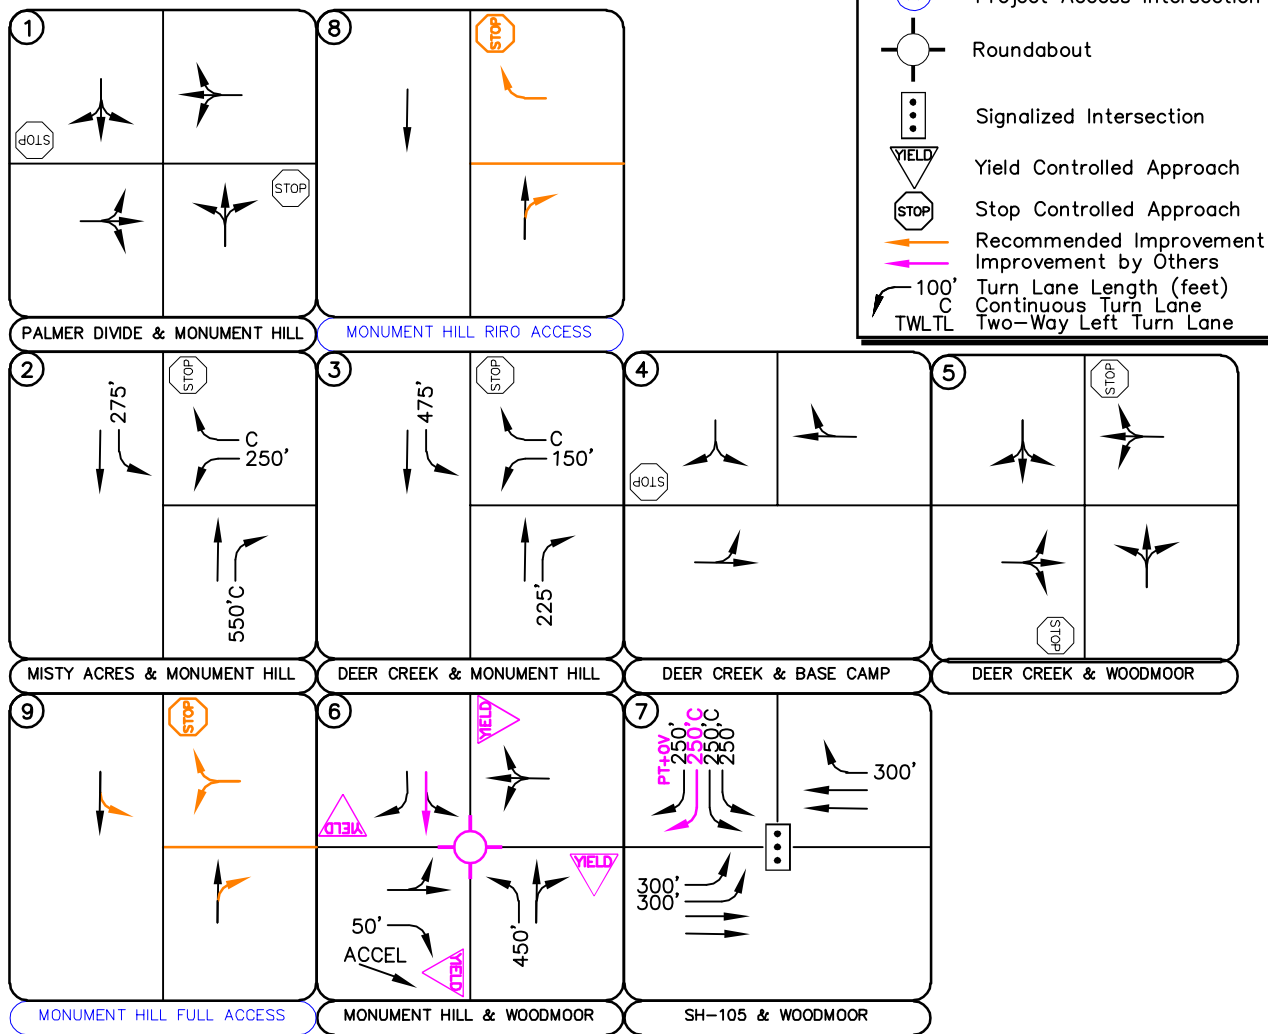 1
STOP
STOP
PALMER DIVIDE & MONUMENT HILL
8
STOP
MONUMENT HILL RIRO ACCESS
Project Access Intersection
Roundabout
Signalized Intersection
YIELD
Yield Controlled Approach
STOP
Stop Controlled Approach
Recommended Improvement
Improvement by Others
100' Turn Lane Length (feet)
C Continuous Turn Lane
TWLTL Two-Way Left Turn Lane
2
275'
STOP
C
250'
550'C
MISTY ACRES & MONUMENT HILL
3
475'
STOP
C
150'
225'
DEER CREEK & MONUMENT HILL
4
STOP
DEER CREEK & BASE CAMP
5
STOP
STOP
DEER CREEK & WOODMOOR
9
STOP
MONUMENT HILL FULL ACCESS
6
YIELD
YIELD
YIELD
50'
ACCEL
450'
YIELD
MONUMENT HILL & WOODMOOR
7
PT+OV
250'
250'C
250'C
250'
300'
300'
300'
SH-105 & WOODMOOR